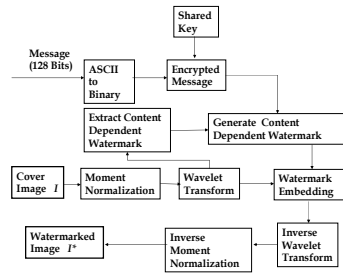 Shared
Key
Message
(128 Bits)
ASCII
to
Binary
Encrypted
Message
Extract Content
Dependent
Watermark
Generate Content
Dependent Watermark
Cover
Image I
Moment
Normalization
Wavelet
Transform
Watermark
Embedding
Watermarked
Image I*
Inverse
Moment
Normalization
Inverse
Wavelet
Transform